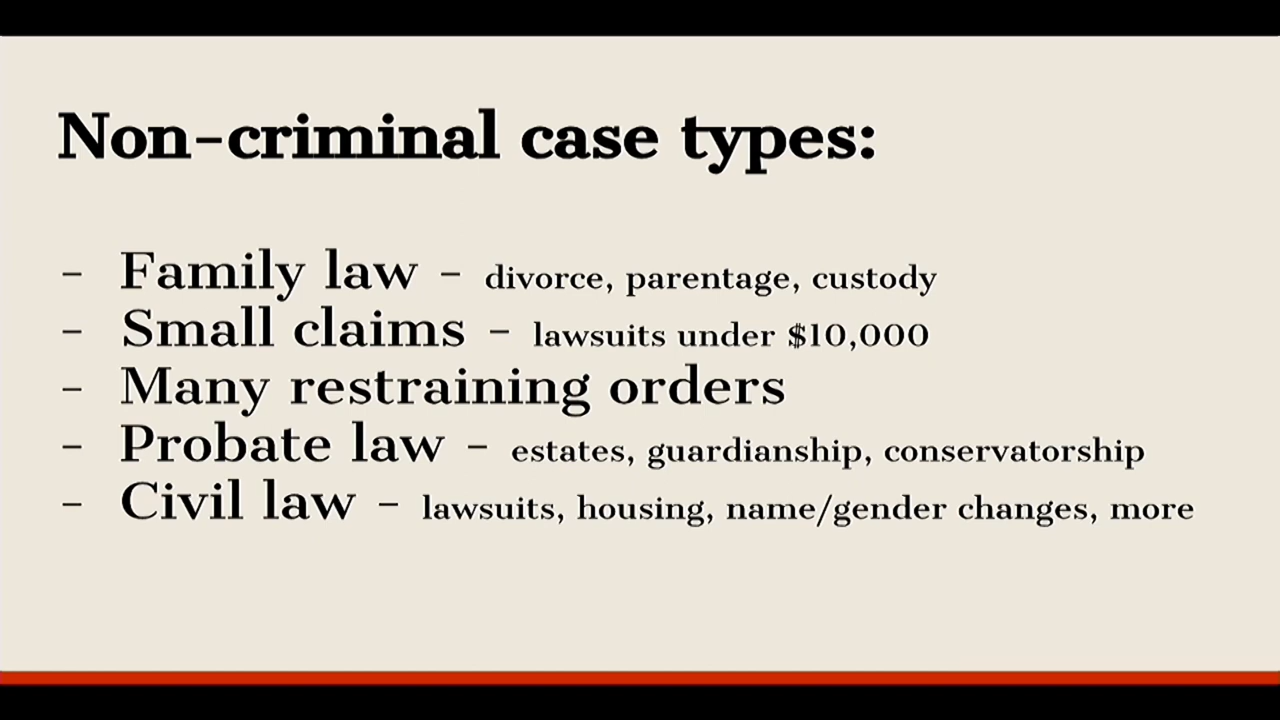 Non-criminal case types:
- Family law - divorce, parentage, custody
- Small claims - lawsuits under $10,000
- Many restraining orders
- Probate law - estates, guardianship, conservatorship
- Civil law - lawsuits, housing, name/gender changes, more